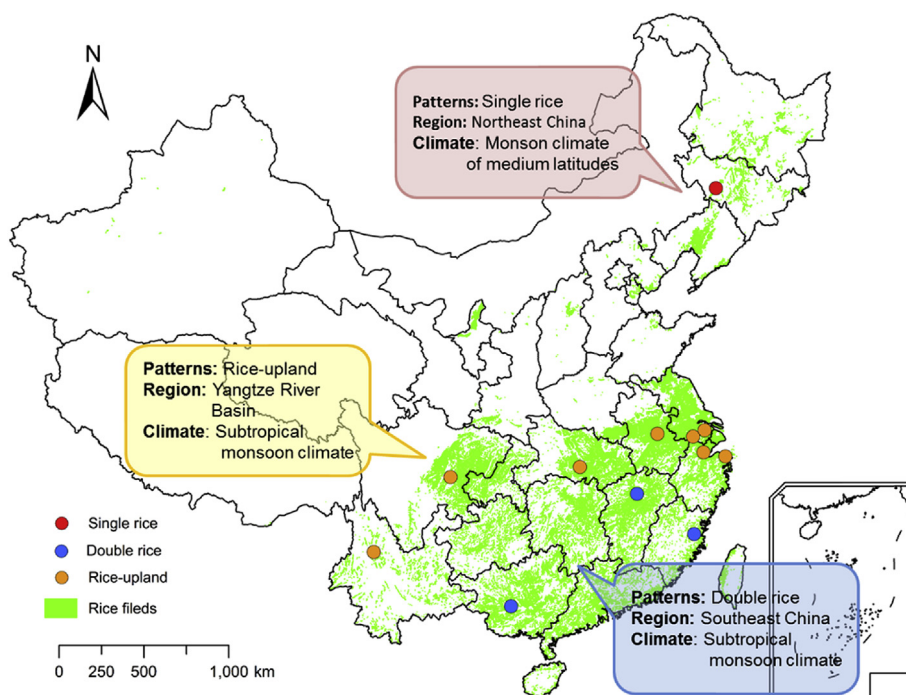 N
Patterns: Single rice
Region: Northeast China
Climate: Monson climate
of medium latitudes
Patterns: Rice-upland
Region: Yangtze River
Basin
Climate: Subtropical
monsoon climate
Single rice
Double rice
Rice-upland
Rice fileds
0 250 500 1,000 km
Patterns: Double rice
Region: Southeast China
Climate: Subtropical
monsoon climate